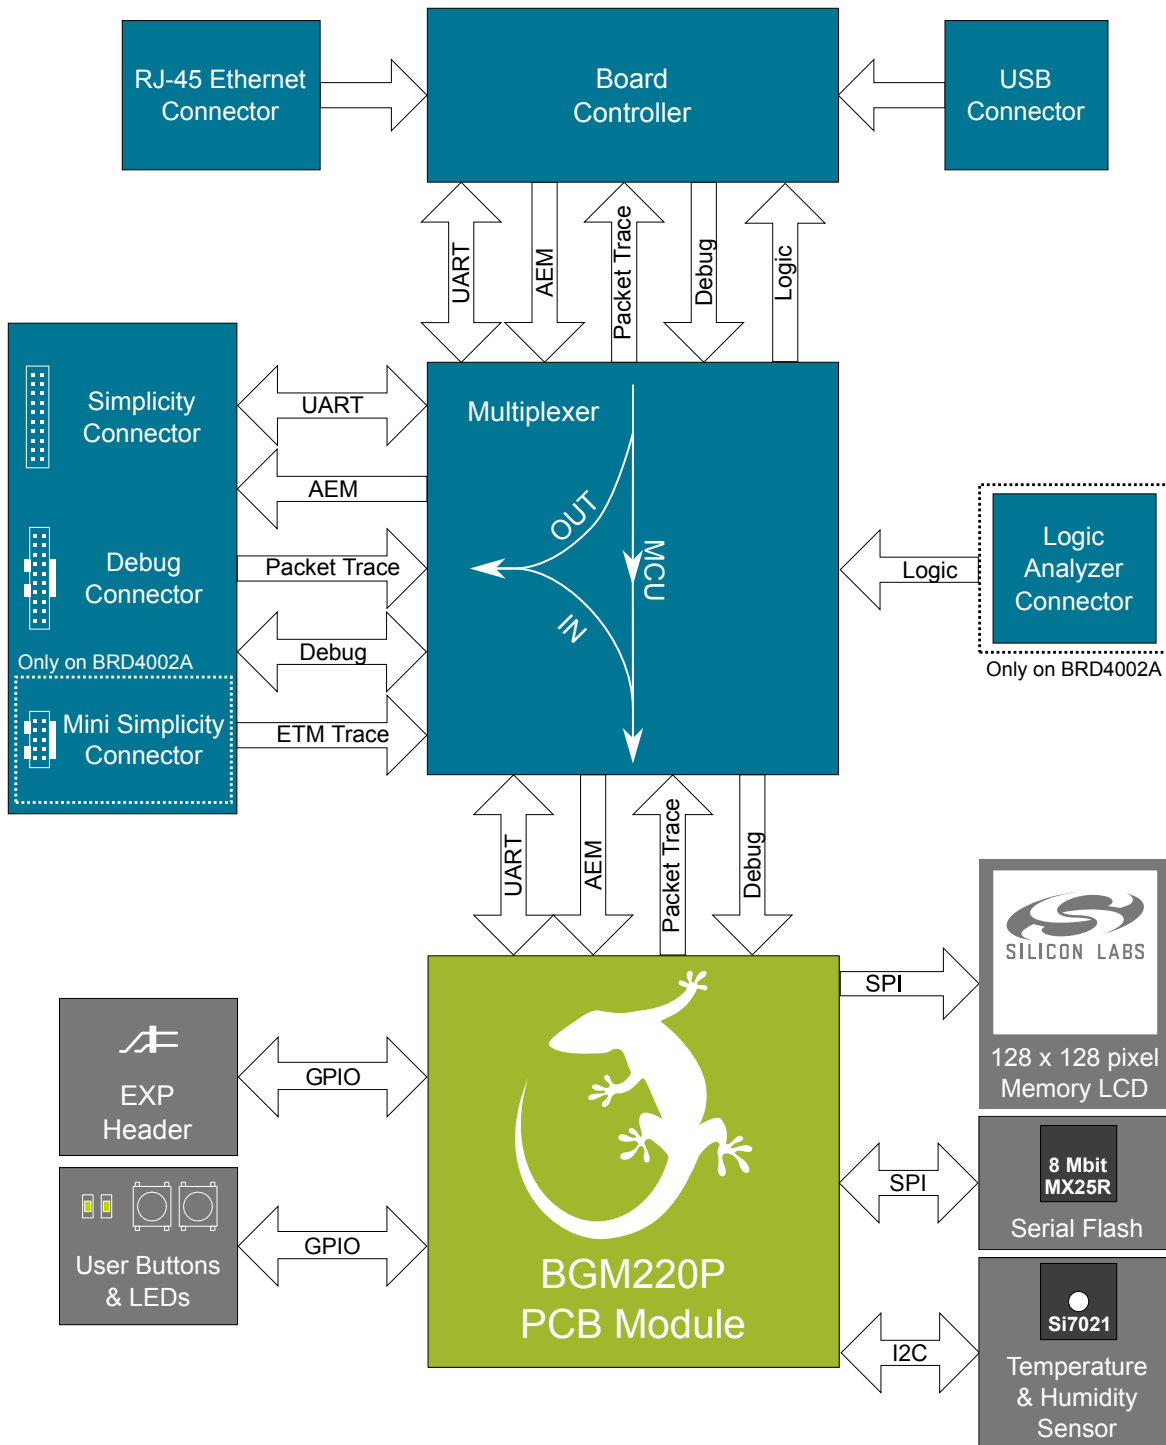 RJ-45 Ethernet
Connector
Board
Controller
USB
Connector
UART
AEM
Packet Trace
Debug
Logic
Simplicity
Connector
Debug
Connector
Only on BRD4002A
Mini Simplicity
Connector
UART
AEM
Packet Trace
Debug
ETM Trace
Multiplexer
OUT
MCU
IN
Logic
Logic
Analyzer
Connector
Only on BRD4002A
UART
AEM
Packet Trace
Debug
EXP
Header
GPIO
User Buttons
& LEDs
GPIO
BGM220P
PCB Module
SPI
SILICON LABS
128 x 128 pixel
Memory LCD
SPI
8 Mbit
MX25R
Serial Flash
I2C
Si7021
Temperature
& Humidity
Sensor